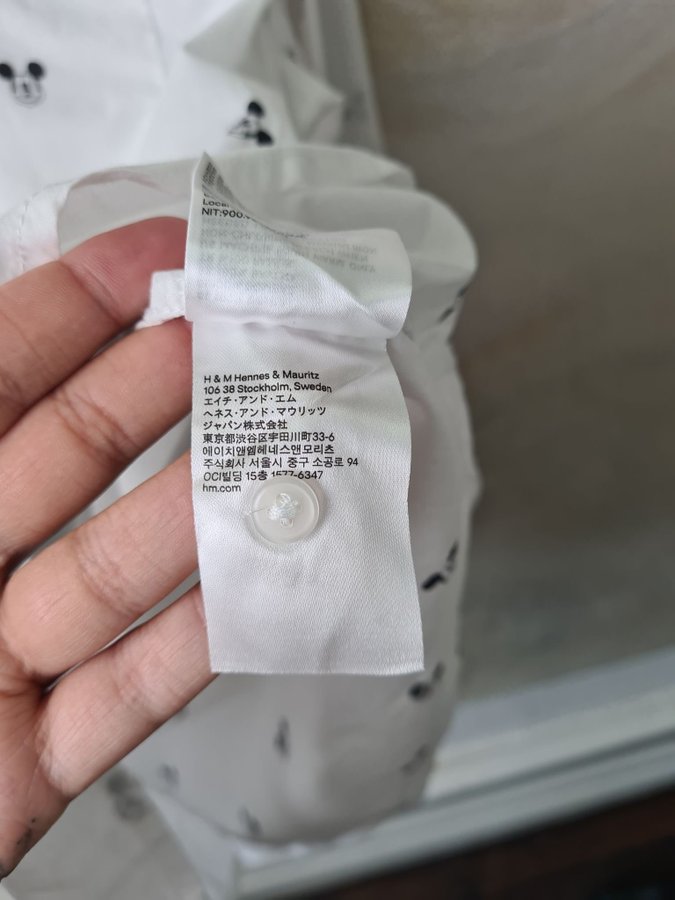 NIT:900.
H & M Hennes & Mauritz
106 38 Stockholm, Sweden
エイチ・アンド・エム
ヘネス・アンド・マウリッツ
ジャパン株式会社
東京都渋谷区宇田川町33-6
에이치앤엠헤네스앤모리츠
주식회사 서울시 중구 소공로 94
OCI빌딩 15층 1577-6347
hm.com